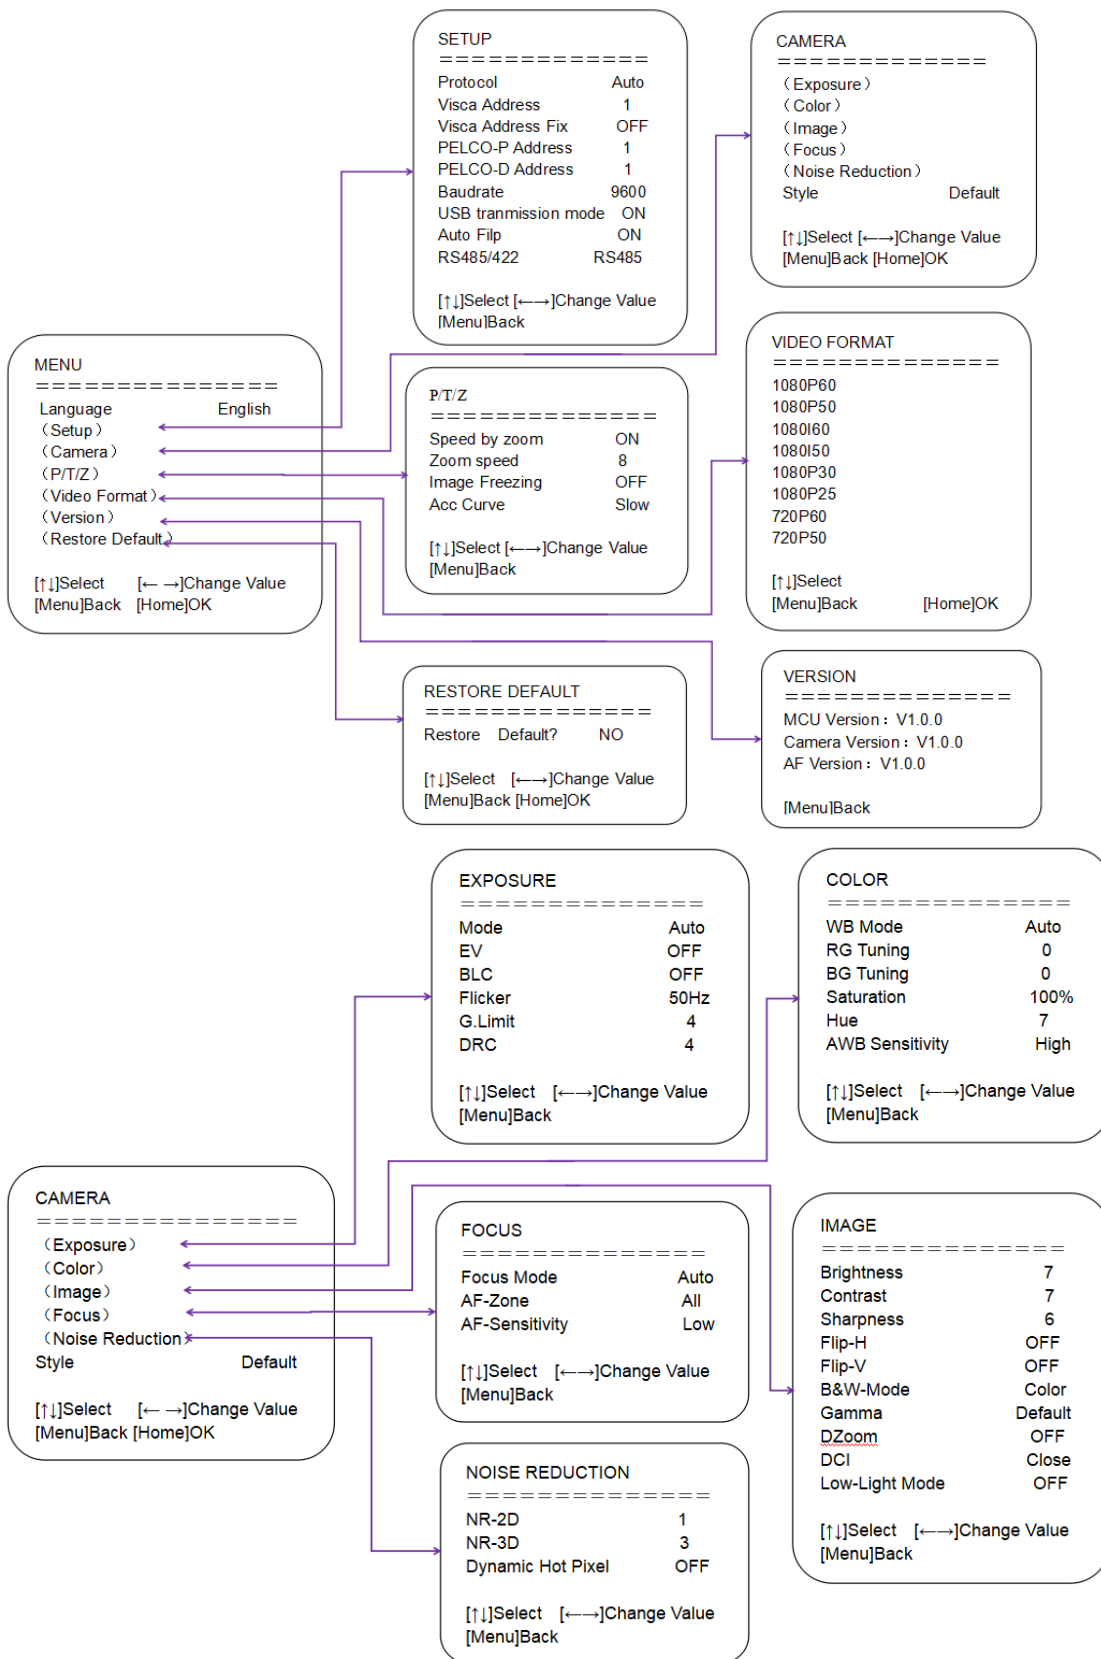 SETUP
=============
Protocol Auto
Visca Address 1
Visca Address Fix OFF
PELCO-P Address 1
PELCO-D Address 1
Baudrate 9600
USB tranmission mode ON
Auto Filp ON
RS485/422 RS485
[↑↓]Select [←→]Change Value
[Menu]Back
CAMERA
=============
（Exposure）
（Color）
（Image）
（Focus）
（Noise Reduction）
Style Default
[↑↓]Select [←→]Change Value
[Menu]Back [Home]OK
MENU
===============
Language English
（Setup）
（Camera）
（P/T/Z）
（Video Format）
（Version）
（Restore Default）
[↑↓]Select [← →]Change Value
[Menu]Back [Home]OK
P/T/Z
==============
Speed by zoom ON
Zoom speed 8
Image Freezing OFF
Acc Curve Slow
[↑↓]Select [←→]Change Value
[Menu]Back
VIDEO FORMAT
==============
1080P60
1080P50
1080I60
1080I50
1080P30
1080P25
720P60
720P50
[↑↓]Select
[Menu]Back [Home]OK
RESTORE DEFAULT
==============
Restore Default? NO
[↑↓]Select [←→]Change Value
[Menu]Back [Home]OK
VERSION
==============
MCU Version：V1.0.0
Camera Version：V1.0.0
AF Version：V1.0.0
[Menu]Back
EXPOSURE
==============
Mode Auto
EV OFF
BLC OFF
Flicker 50Hz
G.Limit 4
DRC 4
[↑↓]Select [←→]Change Value
[Menu]Back
COLOR
==============
WB Mode Auto
RG Tuning 0
BG Tuning 0
Saturation 100%
Hue 7
AWB Sensitivity High
[↑↓]Select [←→]Change Value
[Menu]Back
CAMERA
===============
（Exposure）
（Color）
（Image）
（Focus）
（Noise Reduction）
Style Default
[↑↓]Select [← →]Change Value
[Menu]Back [Home]OK
FOCUS
==============
Focus Mode Auto
AF-Zone All
AF-Sensitivity Low
[↑↓]Select [←→]Change Value
[Menu]Back
IMAGE
==============
Brightness 7
Contrast 7
Sharpness 6
Flip-H OFF
Flip-V OFF
B&W-Mode Color
Gamma Default
DZoom OFF
DCI Close
Low-Light Mode OFF
[↑↓]Select [←→]Change Value
[Menu]Back
NOISE REDUCTION
==============
NR-2D 1
NR-3D 3
Dynamic Hot Pixel OFF
[↑↓]Select [←→]Change Value
[Menu]Back